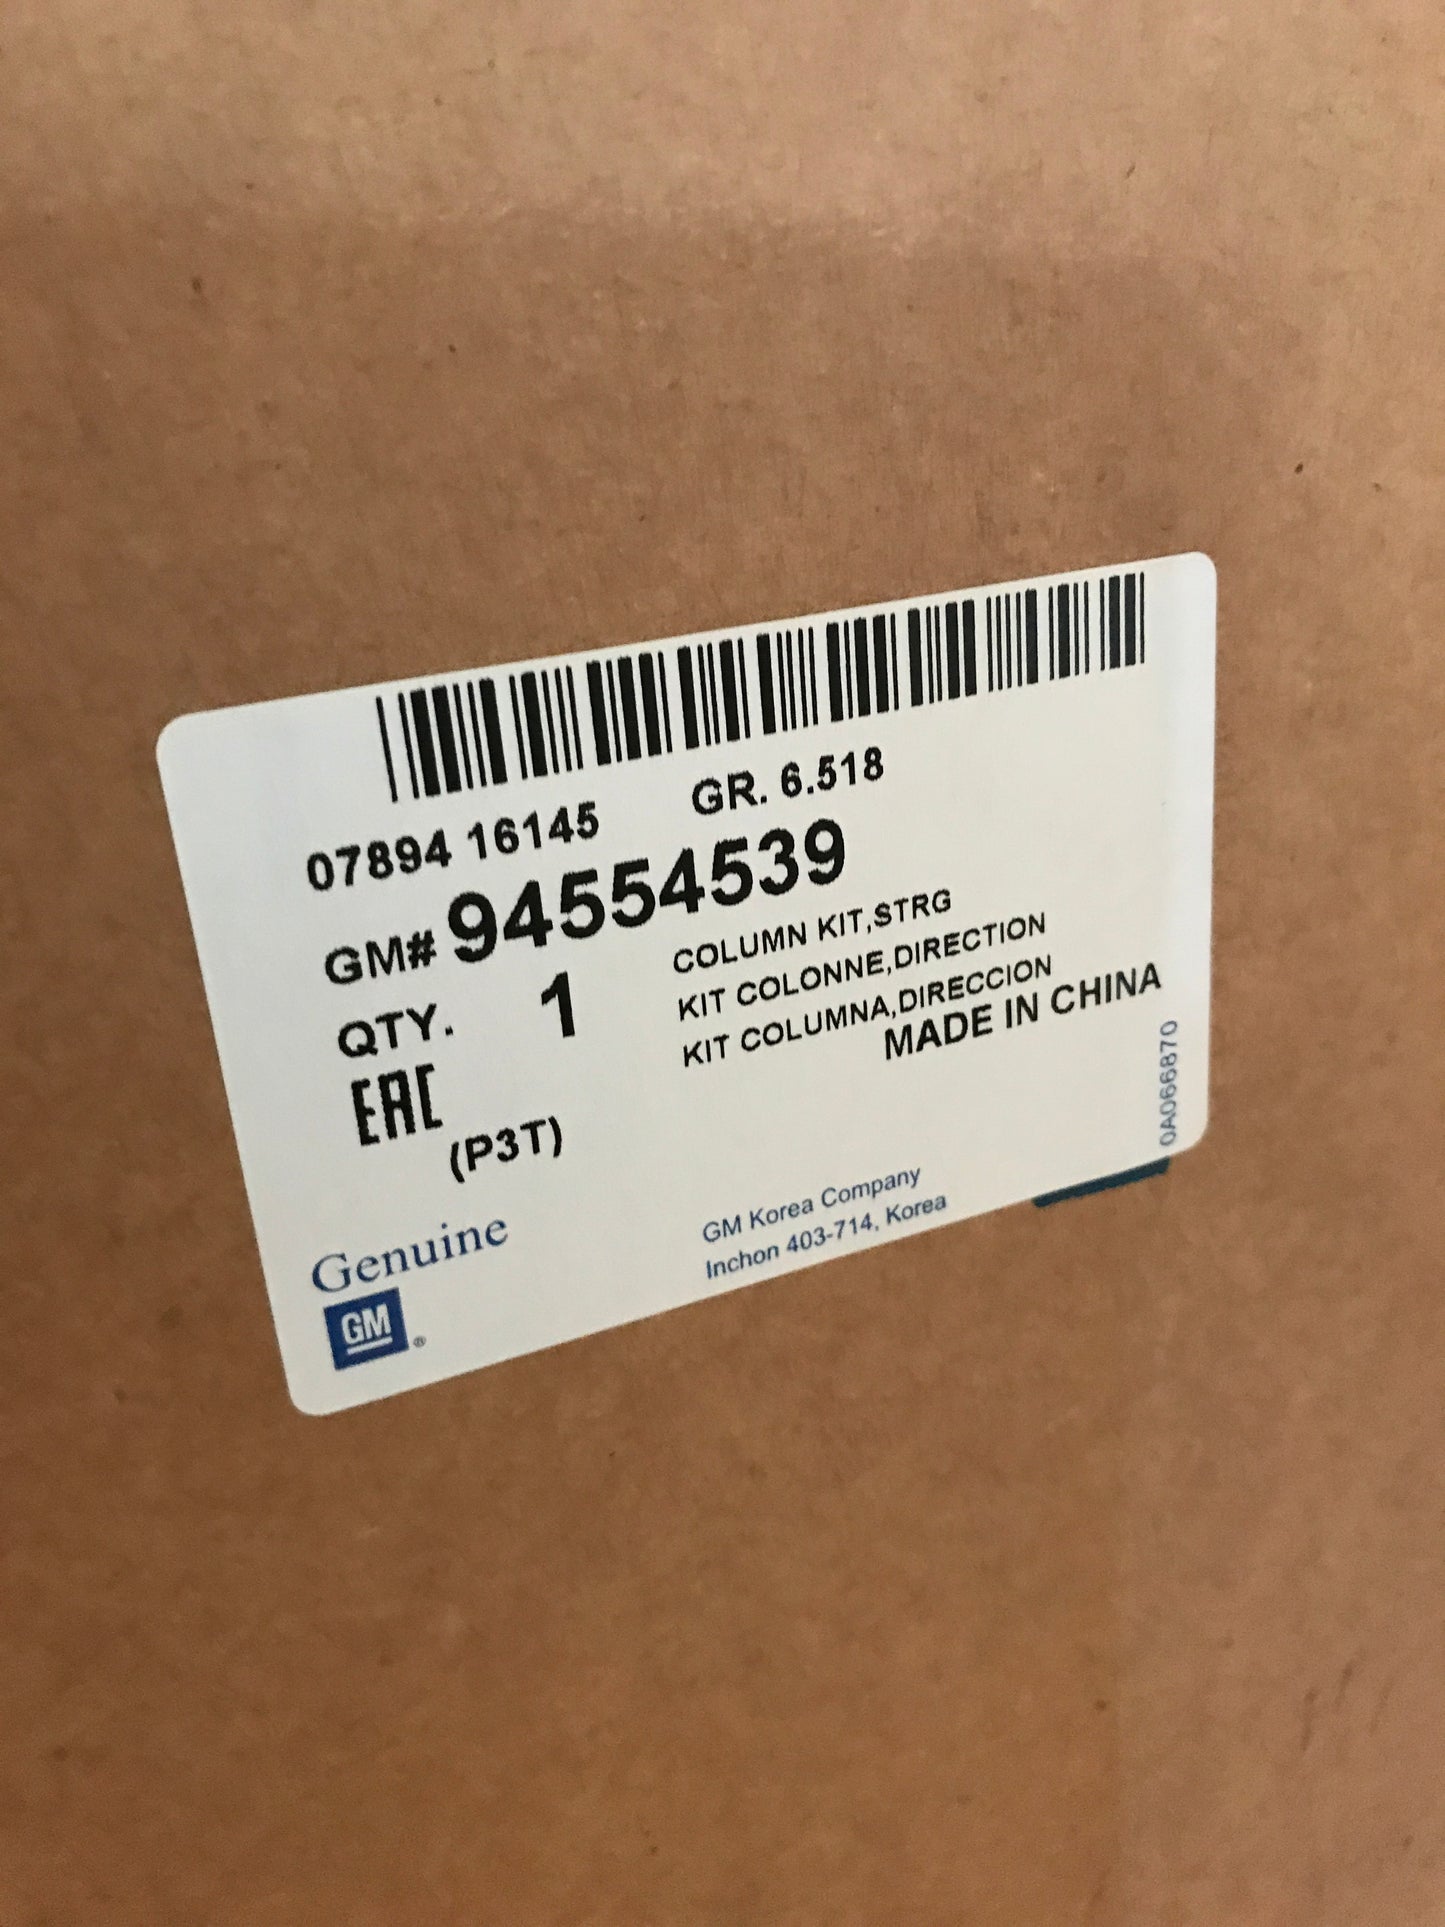 07894 16145 GR. 6.518
GM# 94554539
QTY. 1
COLUMN KIT,STRG
KIT COLONNE,DIRECTION
KIT COLUMNA,DIRECCION
MADE IN CHINA
EAC
(P3T)
0A066870
Genuine
GM ®
GM Korea Company
Inchon 403-714, Korea